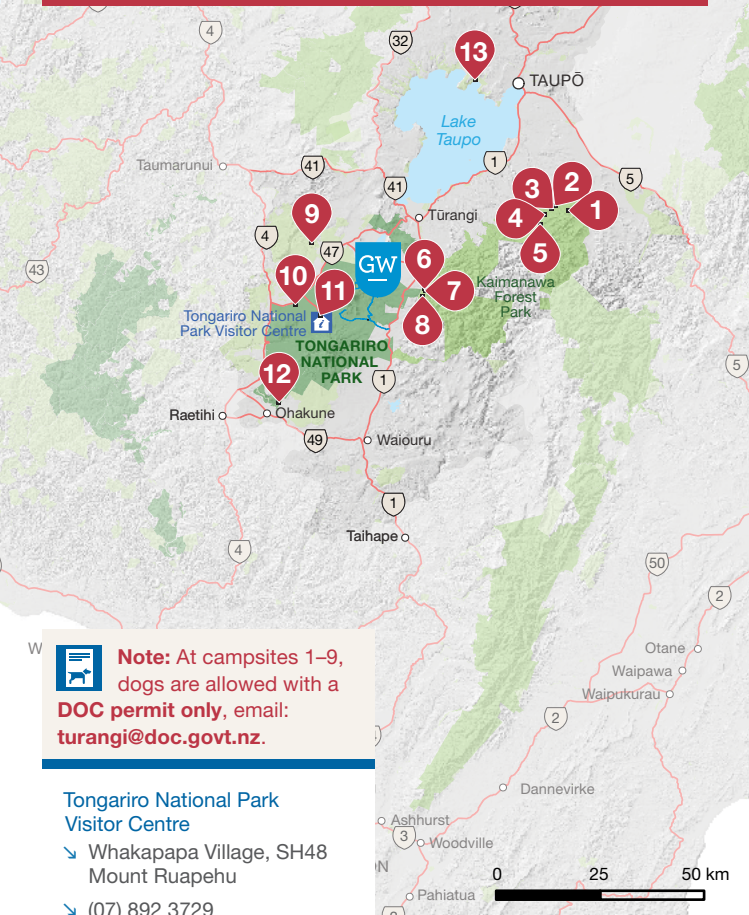 4
32
13
TAUPŌ
Lake
Taupo
1
Taumarunui
41
41
5
3
2
1
4
5
9
Tūrangi
4
47
GW
6
7
8
43
10
11
Kaimanawa
Forest
Park
Tongariro National
Park Visitor Centre
TONGARIRO
NATIONAL
PARK
12
1
5
Raetihi
Ohakune
49
Waiouru
1
Taihape
4
50
2
W
Note: At campsites 1–9,
dogs are allowed with a
DOC permit only, email:
turangi@doc.govt.nz.
Otane
Waipawa
Waipukurau
2
Tongariro National Park
Visitor Centre
↘ Whakapapa Village, SH48
Mount Ruapehu
↘ (07) 892 3729
Dannevirke
Ashhurst
3
Woodville
N
Pahiatua
0 25 50 km